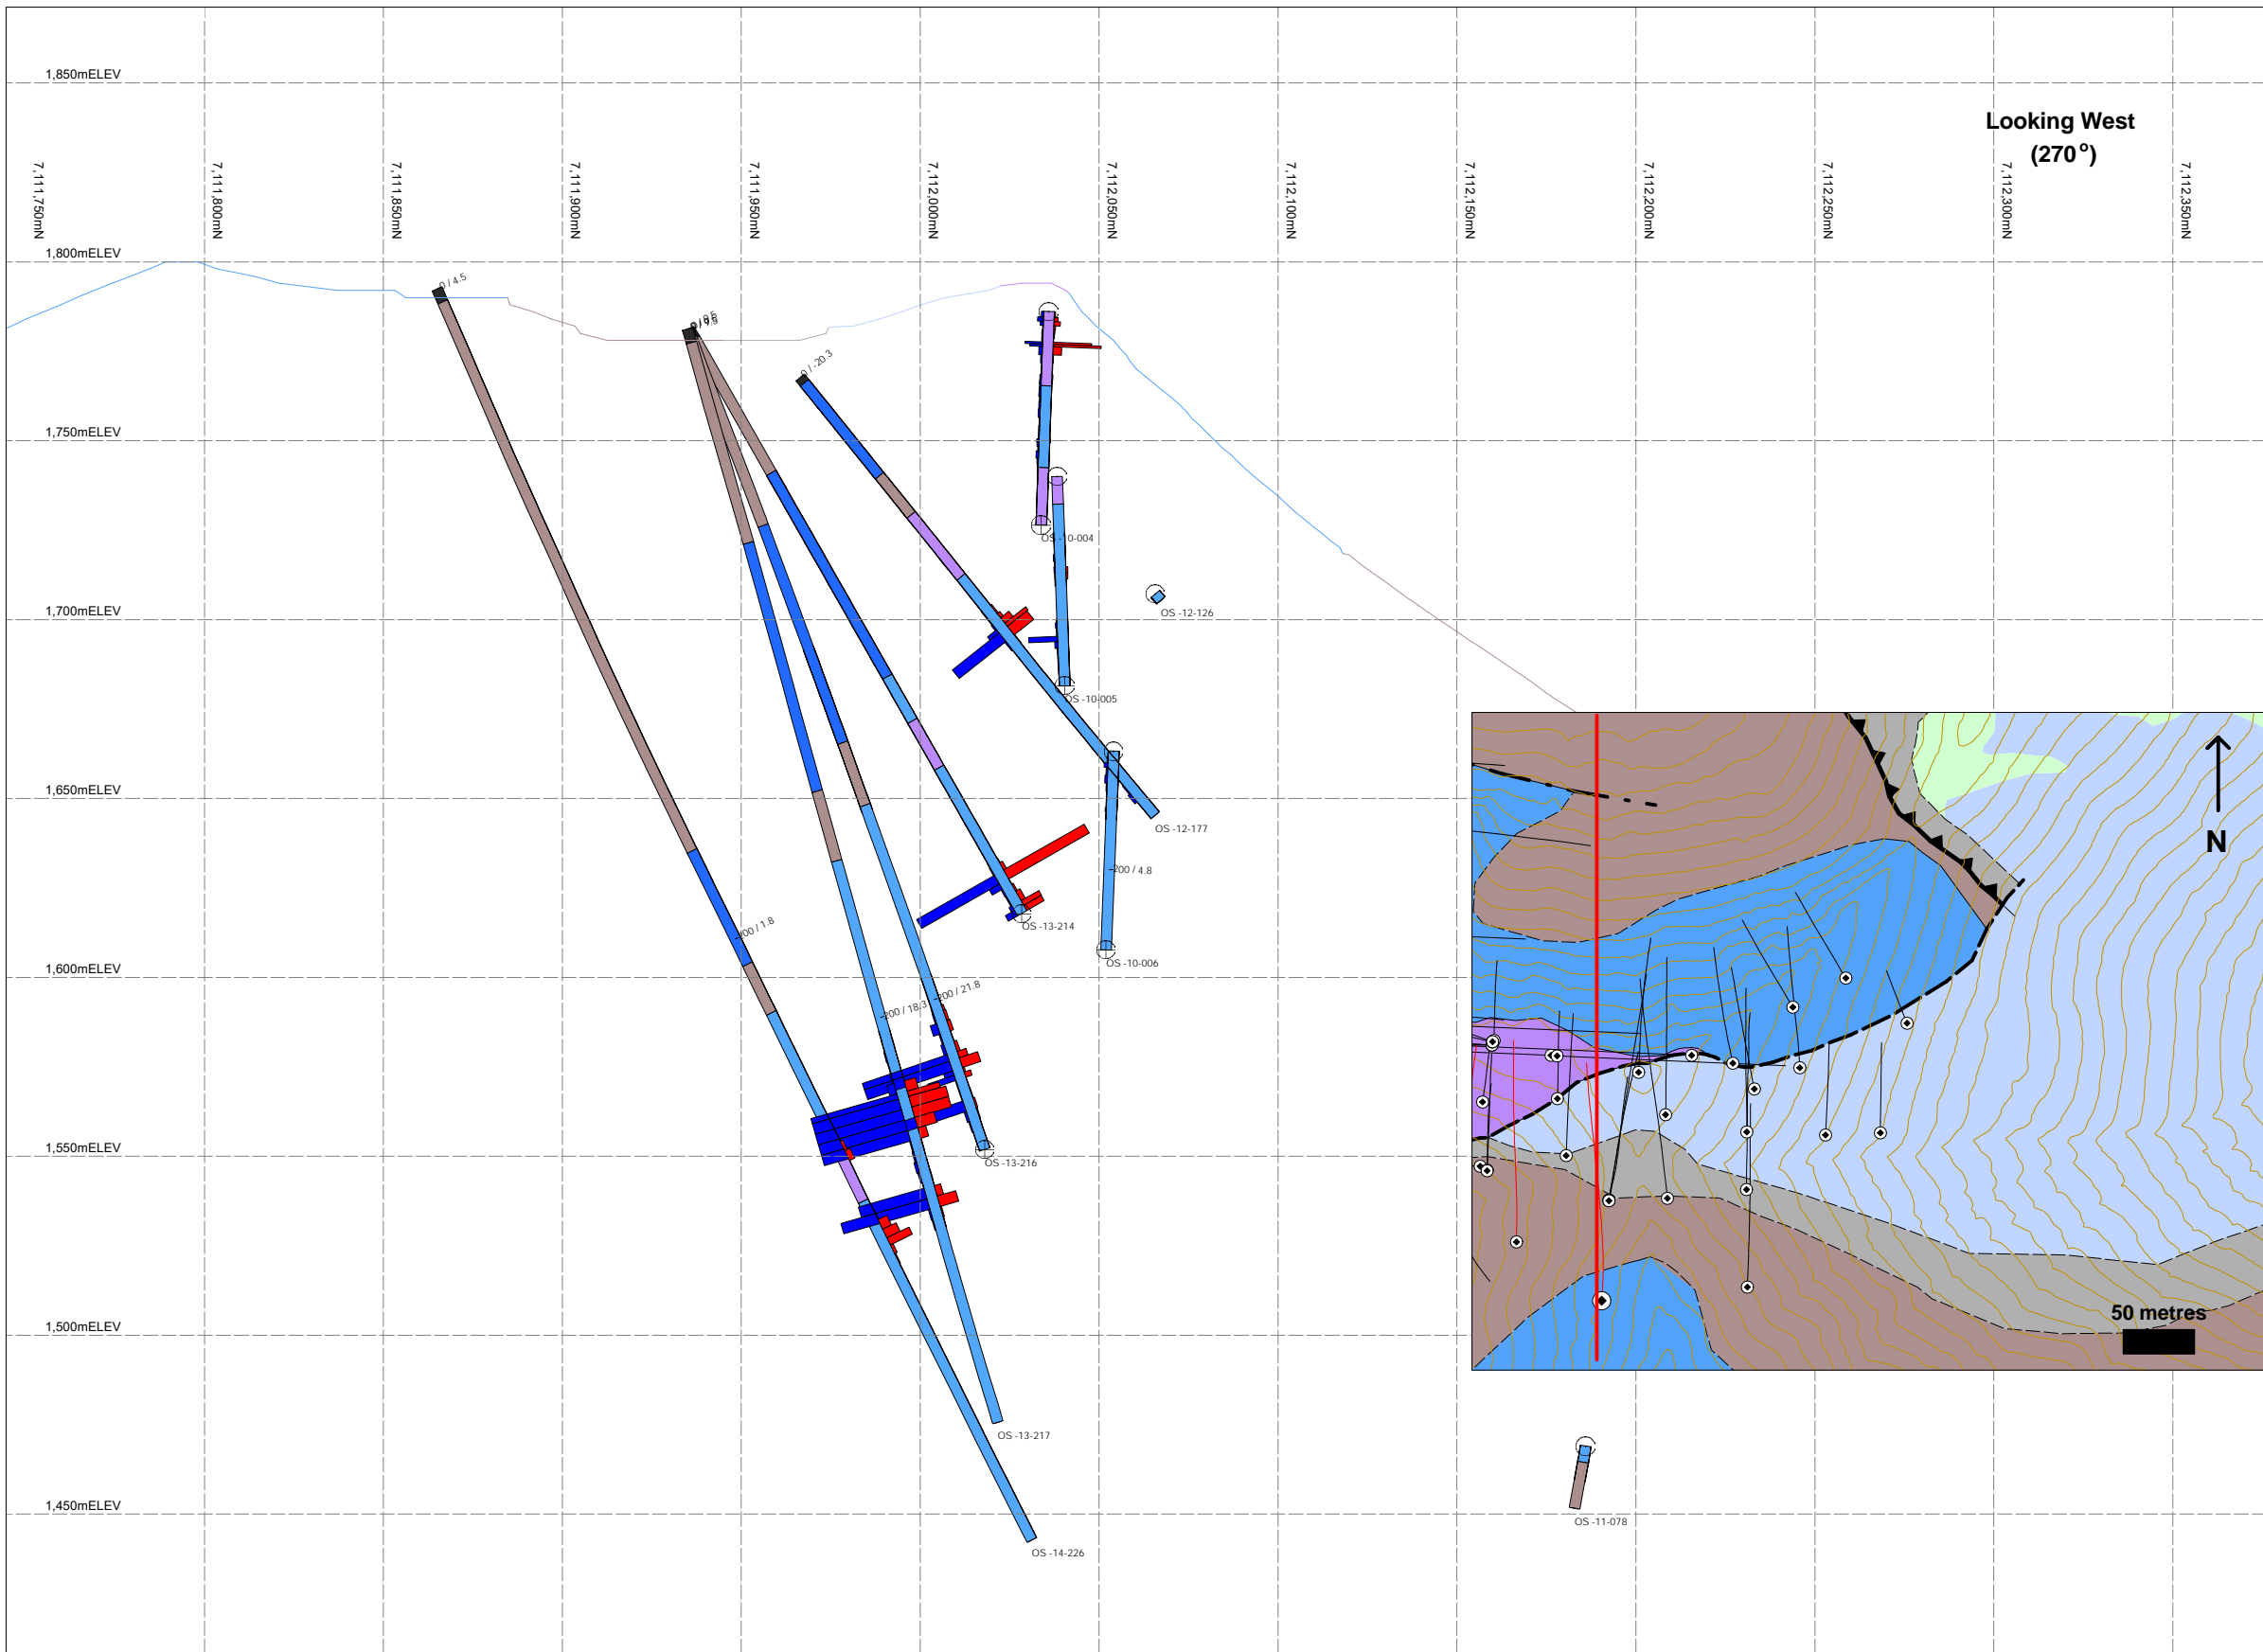 Looking West
(270°)
1,850mELEV
1,800mELEV
1,750mELEV
1,700mELEV
1,650mELEV
1,600mELEV
1,550mELEV
1,500mELEV
1,450mELEV
7,111,750mN
7,111,800mN
7,111,850mN
7,111,900mN
7,111,950mN
7,112,000mN
7,112,050mN
7,112,100mN
7,112,150mN
7,112,200mN
7,112,250mN
7,112,300mN
7,112,350mN
0 / 4.5
0 / -20.3
OS -10-004
OS -12-126
OS -10-005
OS -12-177
-200 / 4.8
OS -13-214
-200 / 1.8
OS -10-006
-200 / 21.8
-200 / 18.3
OS -13-216
OS -13-217
OS -14-226
OS -11-078
N
50 metres